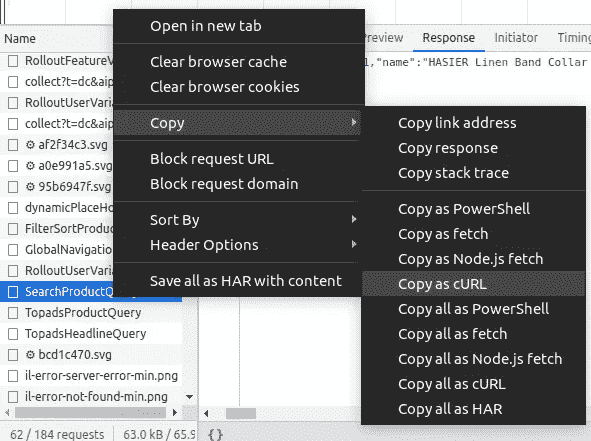 Name
RolloutFeatureV
collect?t=dc&aip
RolloutUserVaria
collect?t=dc&aip
af2f34c3.svg
a0e991a5.svg
95b6947f.svg
dynamicPlaceHo
FilterSortProduct
GlobalNavigation
RolloutUserVaria
SearchProductQuery
TopadsProductQuery
TopadsHeadlineQuery
bcd1c470.svg
il-error-server-error-min.png
il-error-not-found-min.png
62 / 184 requests
63.0 kB / 65.9
{}
Open in new tab
Clear browser cache
Clear browser cookies
Copy
Block request URL
Block request domain
Sort By
Header Options
Save all as HAR with content
Preview
Response
Initiator
Timing
1,"name":"HASIER Linen Band Collar
Copy link address
Copy response
Copy stack trace
Copy as PowerShell
Copy as fetch
Copy as Node.js fetch
Copy as cURL
Copy all as PowerShell
Copy all as fetch
Copy all as Node.js fetch
Copy all as cURL
Copy all as HAR